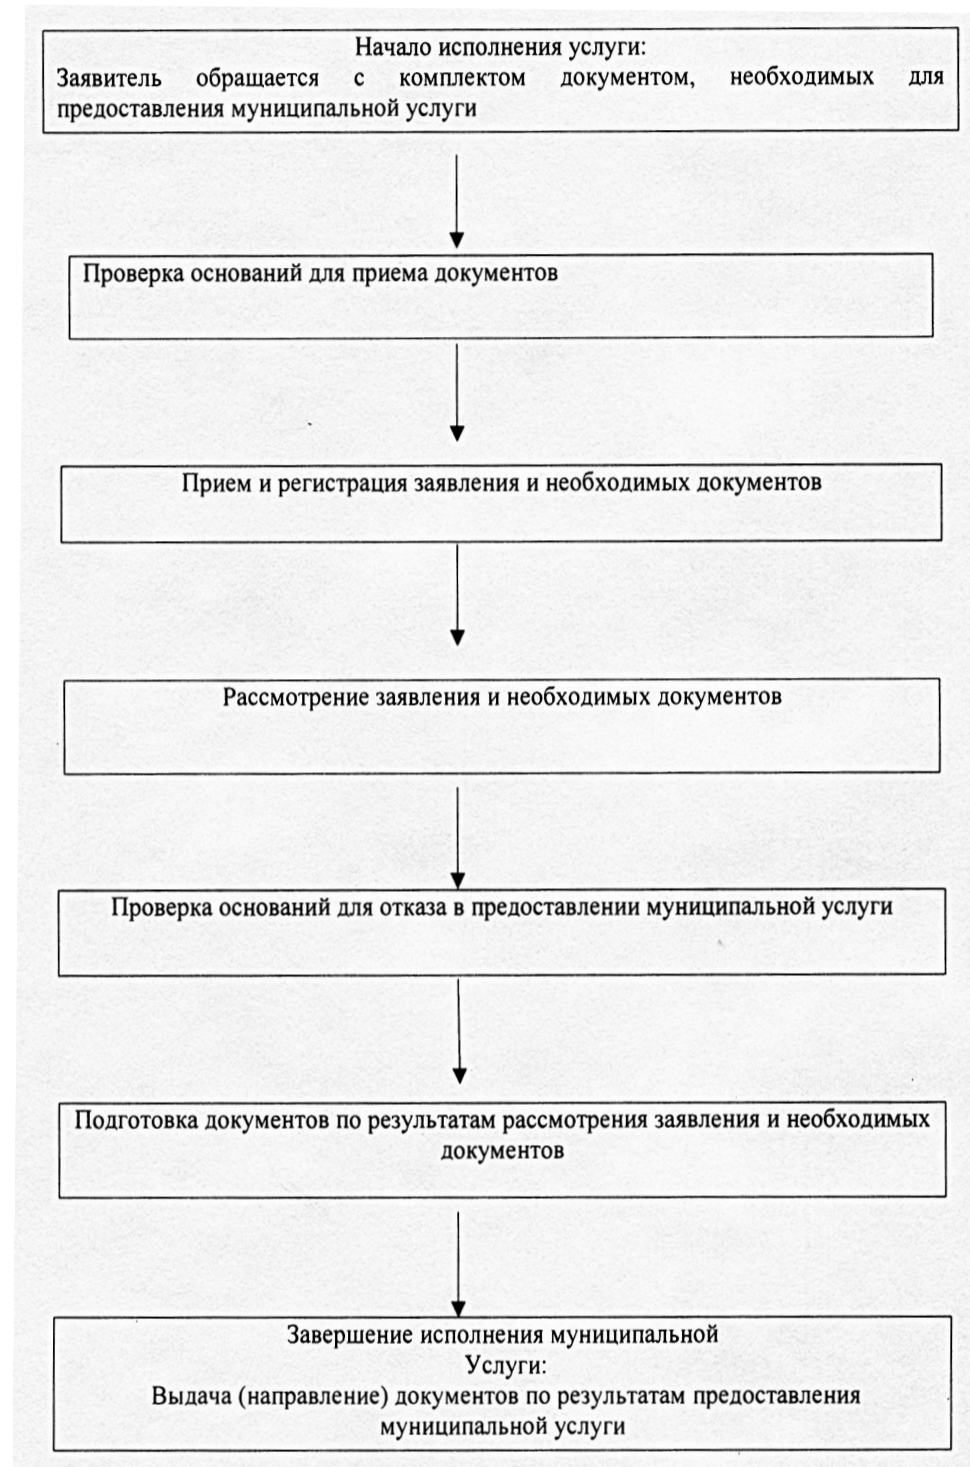 Начало исполнения услуги:
Заявитель обращается с комплектом документом, необходимых для
предоставления муниципальной услуги
Проверка оснований для приема документов
Прием и регистрация заявления и необходимых документов
Рассмотрение заявления и необходимых документов
Проверка оснований для отказа в предоставлении муниципальной услуги
Подготовка документов по результатам рассмотрения заявления и необходимых
документов
Завершение исполнения муниципальной
Услуги:
Выдача (направление) документов по результатам предоставления
муниципальной услуги